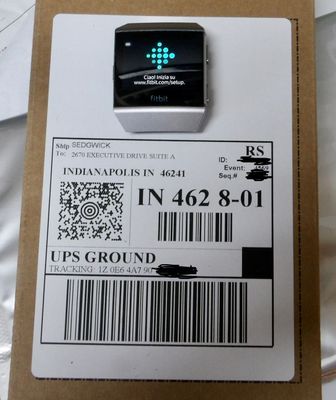 Ciao! Inizia su
www.fitbit.com/setup.
fitbit
Ship SEDGWICK
To: 2670 EXECUTIVE DRIVE SUITE A
INDIANAPOLIS IN 46241
RS
ID:
Event:
Seq.#
IN 462 8-01
UPS GROUND
TRACKING: 1Z 0E6 4A7 90